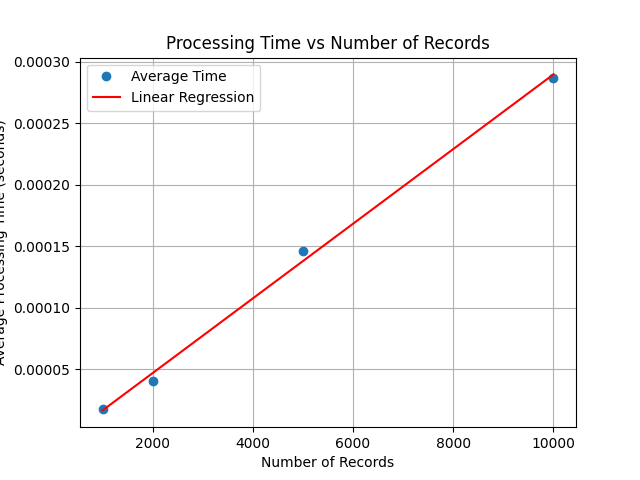 Processing Time vs Number of Records
Average Time
Linear Regression
0.00030
0.00025
0.00020
0.00015
0.00010
0.00005
Average Processing Time (seconds)
2000
4000
6000
8000
10000
Number of Records